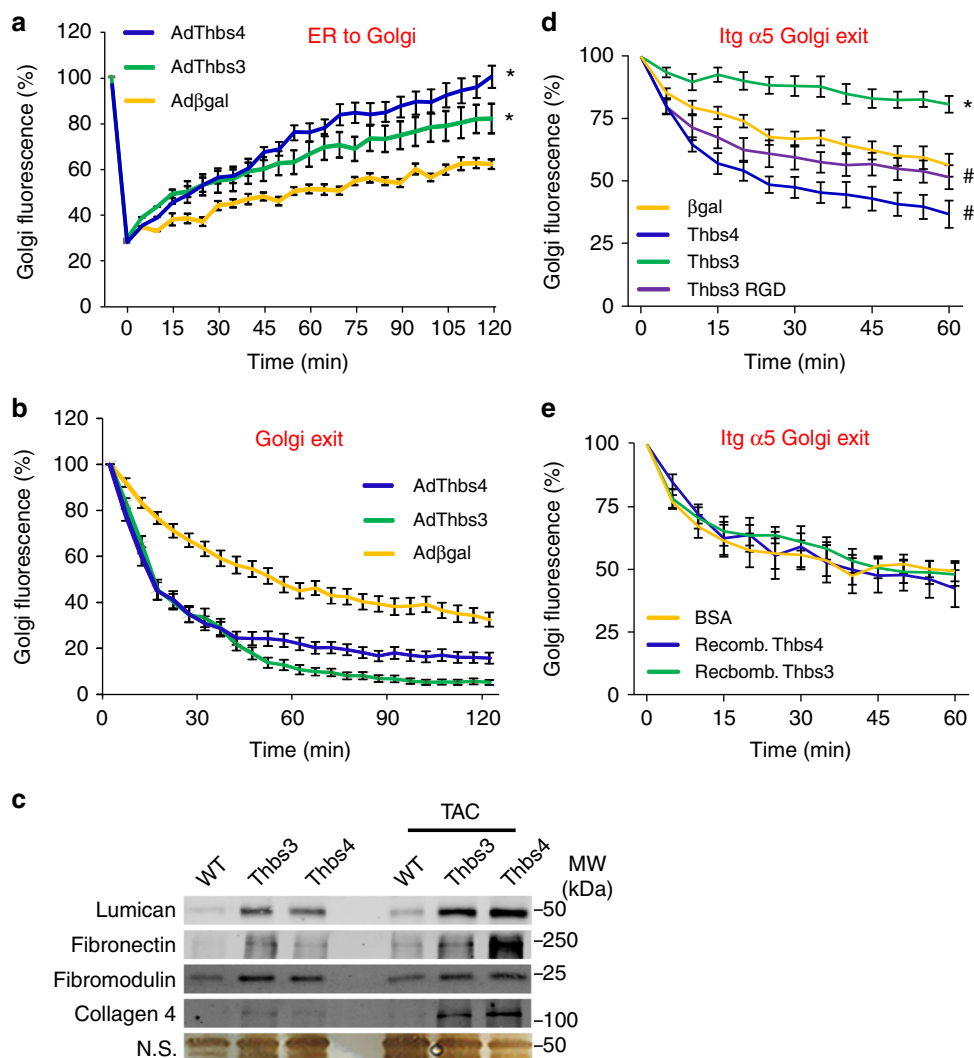 a
ER to Golgi
AdThbs4
AdThbs3
Adβgal
Golgi fluorescence (%)
120
100
80
60
40
20
0
*
*
0 15 30 45 60 75 90 105 120
Time (min)
b
Golgi exit
AdThbs4
AdThbs3
Adβgal
Golgi fluorescence (%)
120
100
80
60
40
20
0
0 30 60 90 120
Time (min)
c
TAC
WT Thbs3 Thbs4 WT Thbs3 Thbs4 MW
(kDa)
Lumican –50
Fibronectin –250
Fibromodulin –25
Collagen 4 –100
N.S. –50
d
Itg α5 Golgi exit
Golgi fluorescence (%)
100
75
50
25
0
*
#
#
βgal
Thbs4
Thbs3
Thbs3 RGD
0 15 30 45 60
Time (min)
e
Itg α5 Golgi exit
Golgi fluorescence (%)
100
75
50
25
0
BSA
Recomb. Thbs4
Recbomb. Thbs3
0 15 30 45 60
Time (min)